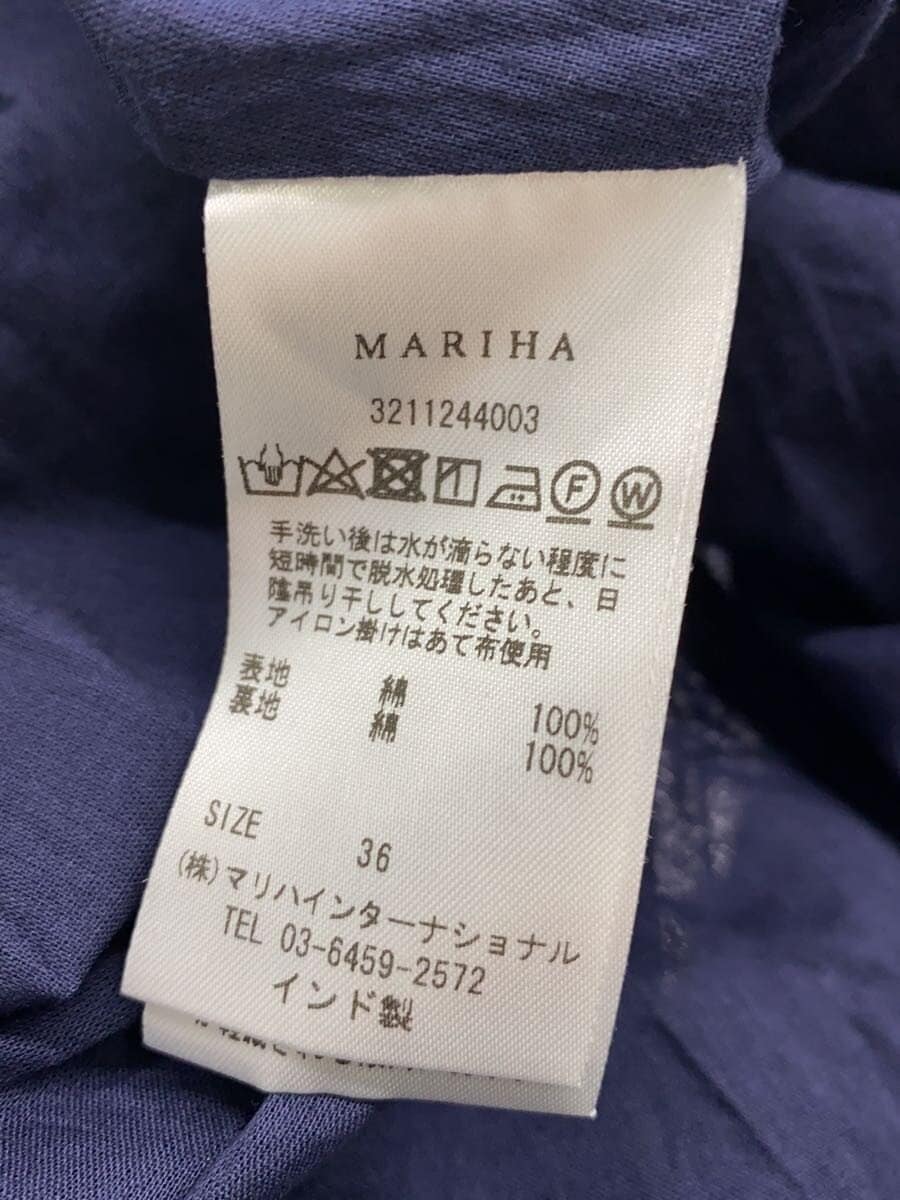 MARIHA
3211244003
F W
手洗い後は水が滴らない程度に
短時間で脱水処理したあと、日
陰吊り干ししてください。
アイロン掛けはあて布使用
表地 綿 100%
裏地 綿 100%
SIZE 36
(株)マリハインターナショナル
TEL 03-6459-2572
インド製